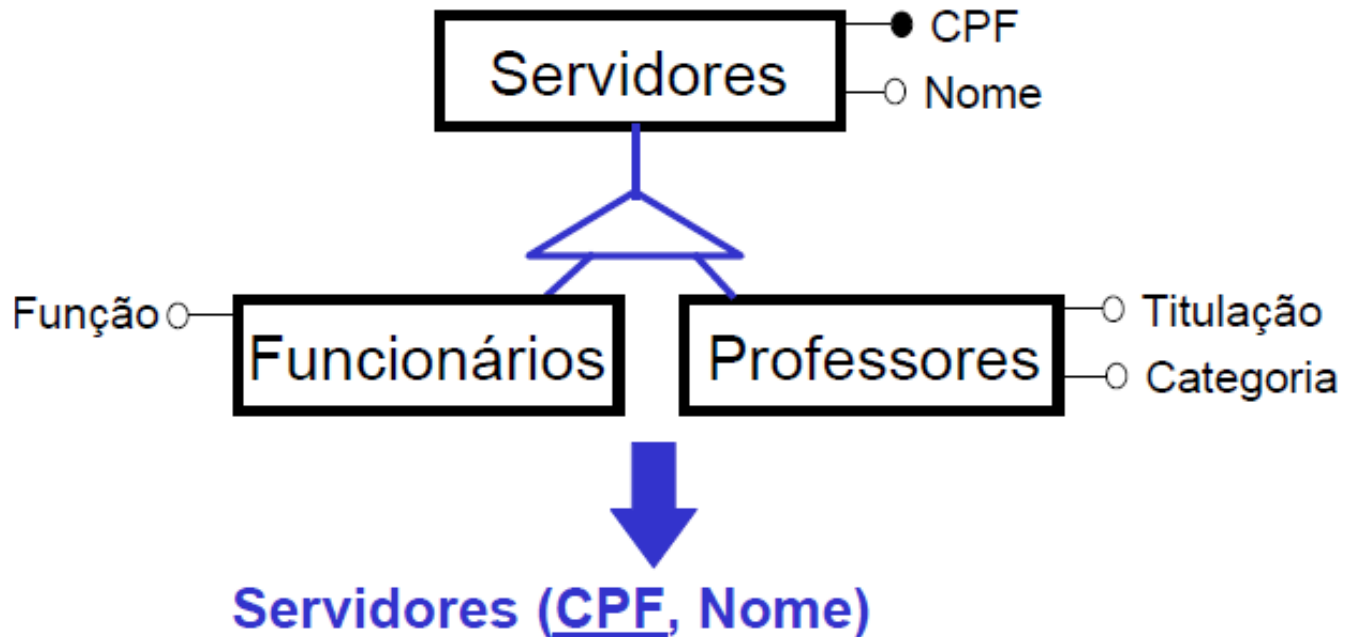 CPF
Servidores
Nome
Função
Funcionários
Professores
Titulação
Categoria
Servidores (CPF, Nome)